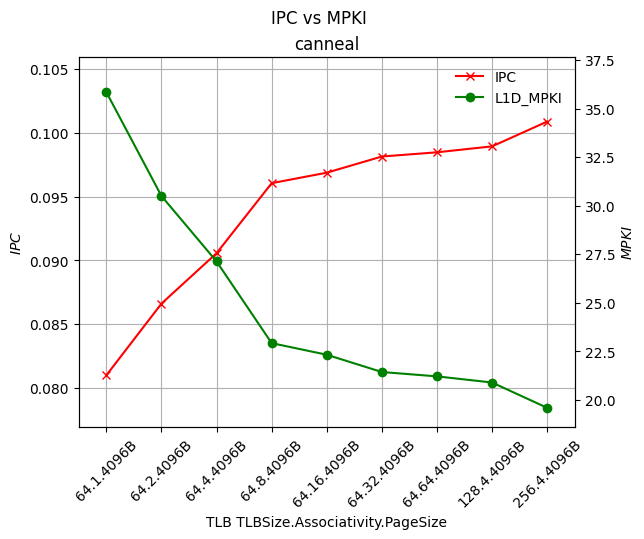 IPC vs MPKI
canneal
IPC
L1D_MPKI
0.105
0.100
0.095
0.090
0.085
0.080
IPC
37.5
35.0
32.5
30.0
27.5
25.0
22.5
20.0
MPKI
64.1.4096B
64.2.4096B
64.4.4096B
64.8.4096B
64.16.4096B
64.32.4096B
64.64.4096B
128.4.4096B
256.4.4096B
TLB TLBSize.Associativity.PageSize